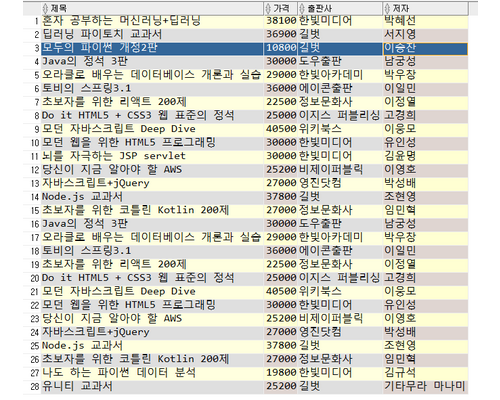 제목 가격 출판사 저자
1 혼자 공부하는 머신러닝+딥러닝 38100 한빛미디어 박혜선
2 딥러닝 파이토치 교과서 36900 길벗 서지영
3 모두의 파이썬 개정2판 10800 길벗 이승찬
4 Java의 정석 3판 30000 도우출판 남궁성
5 오라클로 배우는 데이터베이스 개론과 실습 29000 한빛아카데미 박우장
6 토비의 스프링3.1 36000 에이콘출판 이일민
7 초보자를 위한 리액트 200제 22500 정보문화사 이정열
8 Do it HTML5 + CSS3 웹 표준의 정석 25000 이지스 퍼블리싱 고경희
9 모던 자바스크립트 Deep Dive 40500 위키북스 이웅모
10 모던 웹을 위한 HTML5 프로그래밍 30000 한빛미디어 유인성
11 뇌를 자극하는 JSP servlet 30000 한빛미디어 김윤명
12 당신이 지금 알아야 할 AWS 25200 비제이퍼블릭 이영호
13 자바스크립트+jQuery 27000 영진닷컴 박성배
14 Node.js 교과서 37800 길벗 조현영
15 초보자를 위한 코틀린 Kotlin 200제 27000 정보문화사 임민혁
16 Java의 정석 3판 30000 도우출판 남궁성
17 오라클로 배우는 데이터베이스 개론과 실습 29000 한빛아카데미 박우장
18 토비의 스프링3.1 36000 에이콘출판 이일민
19 초보자를 위한 리액트 200제 22500 정보문화사 이정열
20 Do it HTML5 + CSS3 웹 표준의 정석 25000 이지스 퍼블리싱 고경희
21 모던 자바스크립트 Deep Dive 40500 위키북스 이웅모
22 모던 웹을 위한 HTML5 프로그래밍 30000 한빛미디어 유인성
23 당신이 지금 알아야 할 AWS 25200 비제이퍼블릭 이영호
24 자바스크립트+jQuery 27000 영진닷컴 박성배
25 Node.js 교과서 37800 길벗 조현영
26 초보자를 위한 코틀린 Kotlin 200제 27000 정보문화사 임민혁
27 나도 하는 파이썬 데이터 분석 19800 한빛미디어 김규석
28 유니티 교과서 25200 길벗 기타무라 마나미